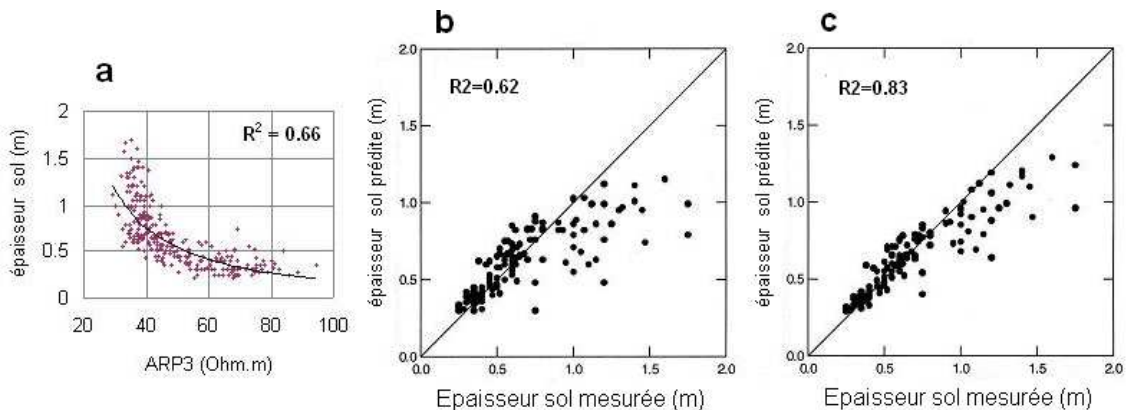 a
R² = 0.66
épaisseur sol (m)
2
1.5
1
0.5
0
20 40 60 80 100
ARP3 (Ohm.m)
b
R2=0.62
épaisseur sol prédite (m)
2.0
1.5
1.0
0.5
0.0
0.0 0.5 1.0 1.5 2.0
Epaisseur sol mesurée (m)
c
R2=0.83
épaisseur sol prédite (m)
2.0
1.5
1.0
0.5
0.0
0.0 0.5 1.0 1.5 2.0
Epaisseur sol mesurée (m)